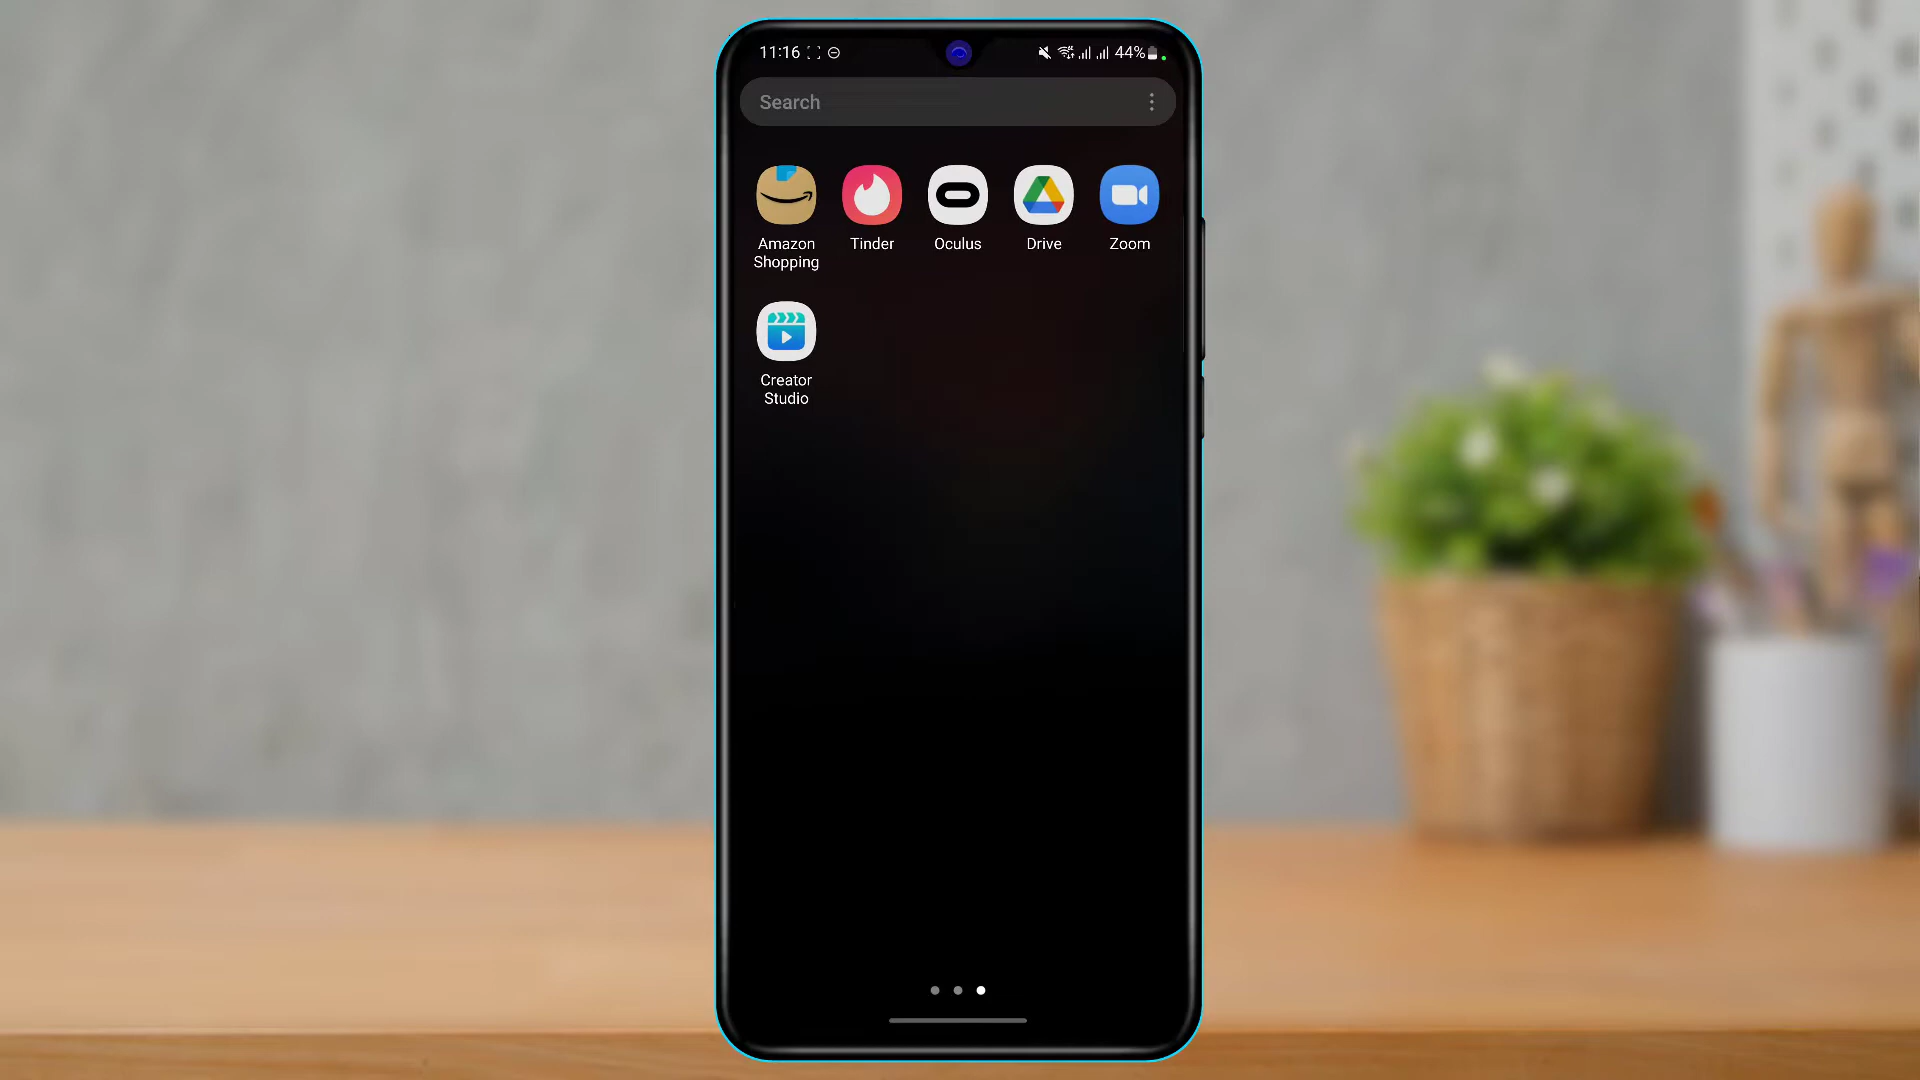 11:16
44%
Search
Amazon
Shopping
Tinder
Oculus
Drive
Zoom
Creator
Studio